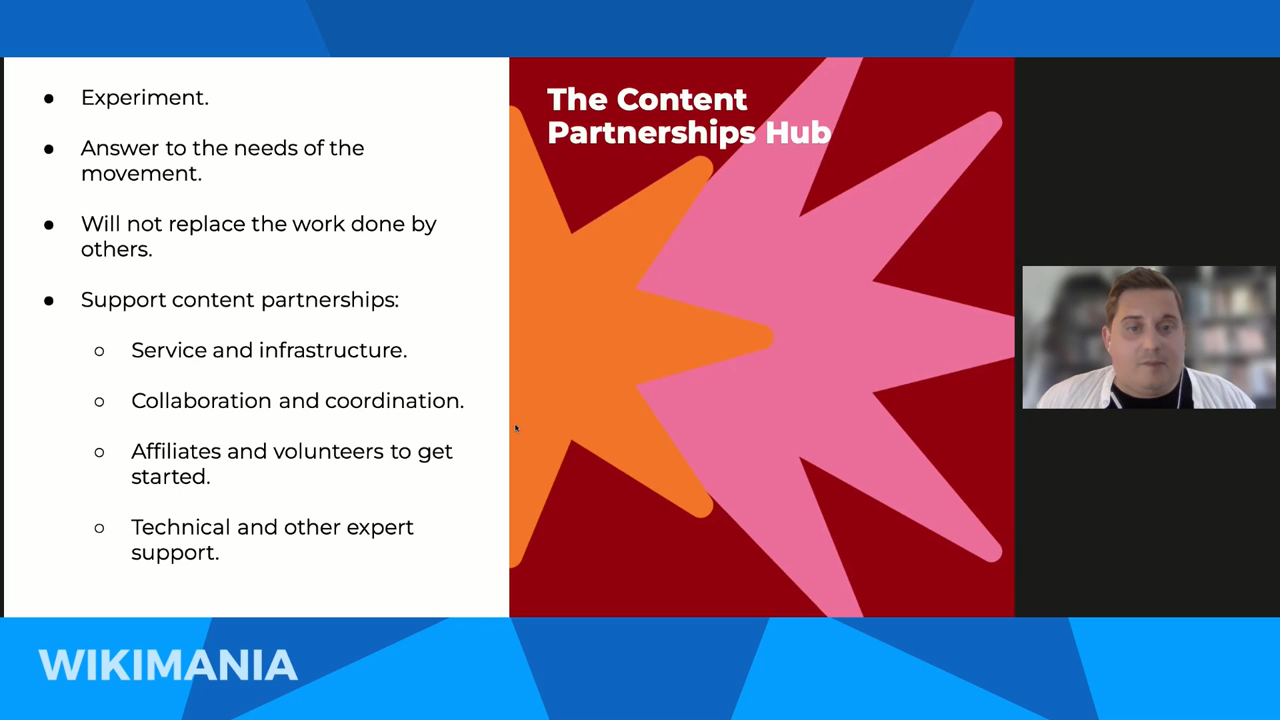 ● Experiment.
● Answer to the needs of the
movement.
● Will not replace the work done by
others.
● Support content partnerships:
○ Service and infrastructure.
○ Collaboration and coordination.
○ Affiliates and volunteers to get
started.
○ Technical and other expert
support.
The Content
Partnerships Hub
WIKIMANIA